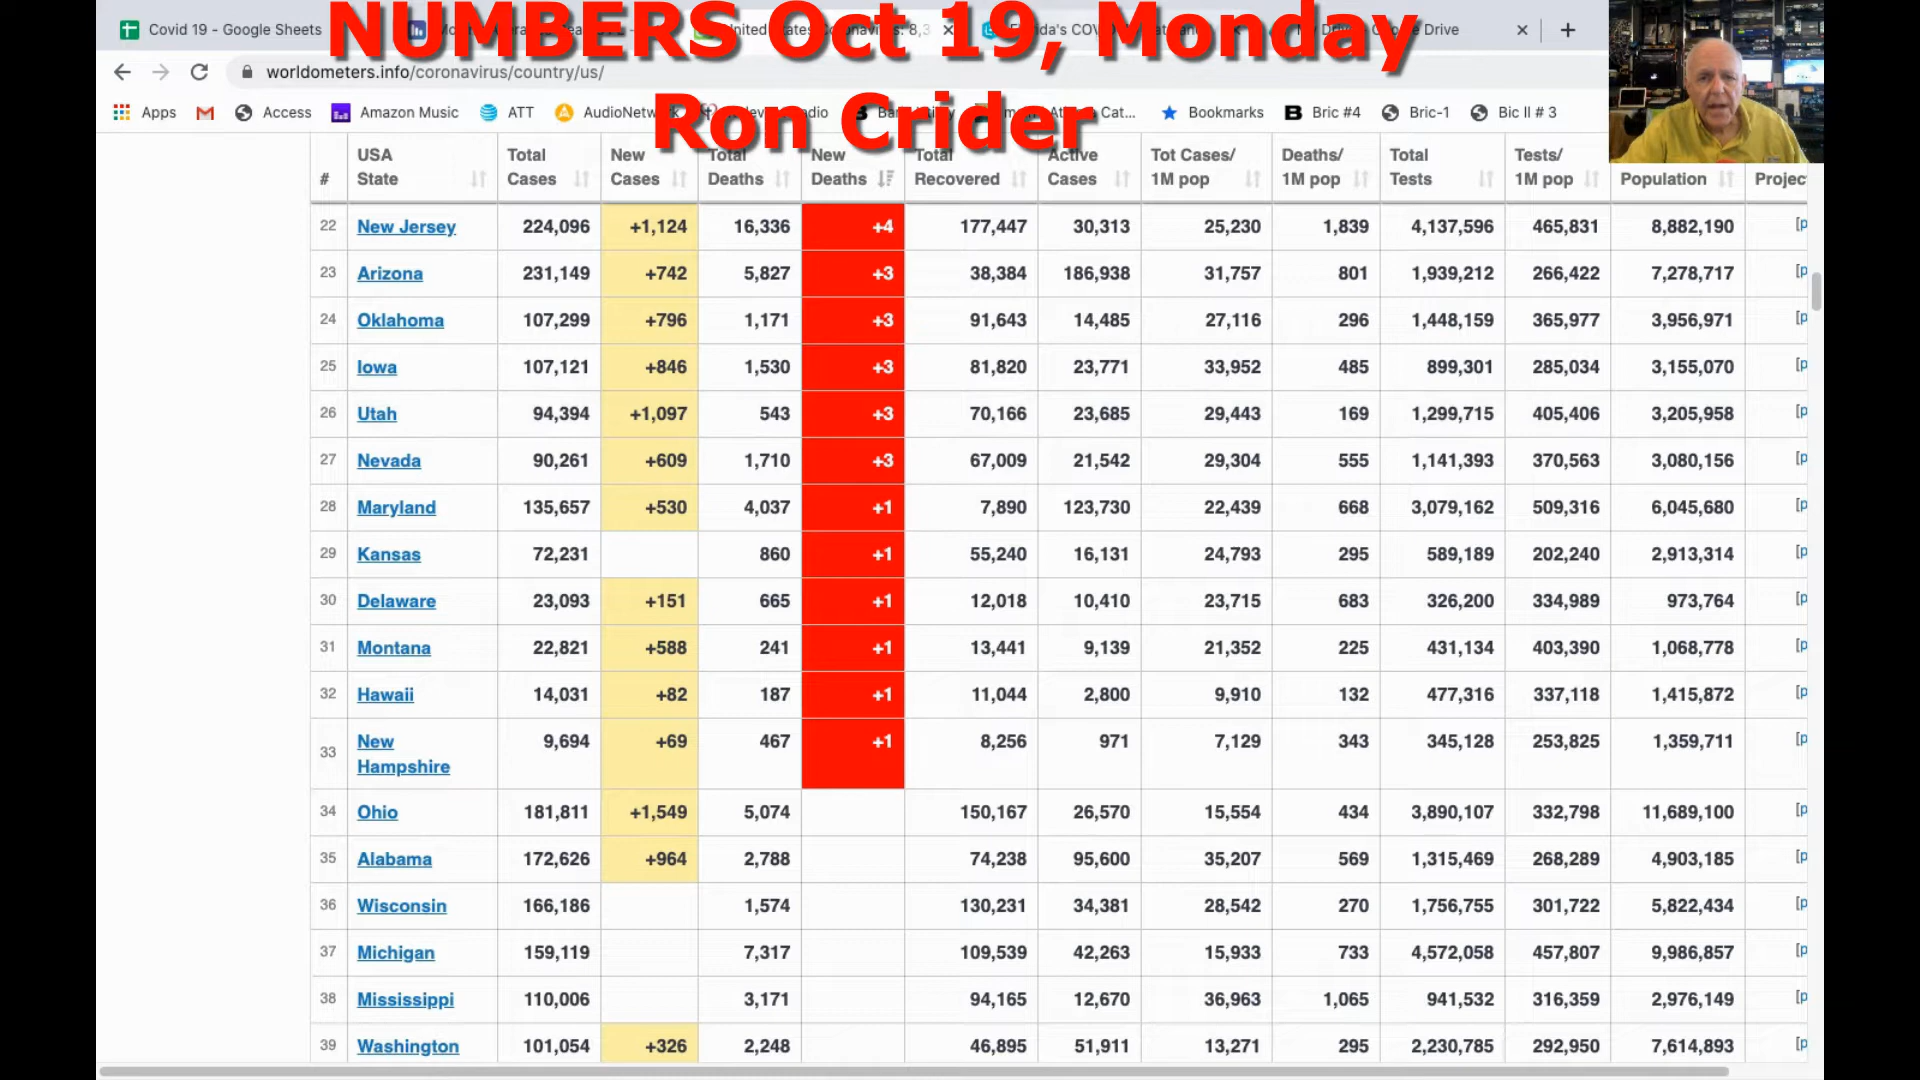 NUMBERS Oct 19, Monday
Ron Crider
Covid 19 - Google Sheets
worldometers.info/coronavirus/country/us/
Apps Access Amazon Music ATT Bookmarks Bric #4 Bric-1 Bic II # 3
# USA State Total Cases New Cases Total Deaths New Deaths Total Recovered Active Cases Tot Cases/ 1M pop Deaths/ 1M pop Total Tests Tests/ 1M pop Population Projec
22 New Jersey 224,096 +1,124 16,336 +4 177,447 30,313 25,230 1,839 4,137,596 465,831 8,882,190 [p
23 Arizona 231,149 +742 5,827 +3 38,384 186,938 31,757 801 1,939,212 266,422 7,278,717 [p
24 Oklahoma 107,299 +796 1,171 +3 91,643 14,485 27,116 296 1,448,159 365,977 3,956,971 [p
25 Iowa 107,121 +846 1,530 +3 81,820 23,771 33,952 485 899,301 285,034 3,155,070 [p
26 Utah 94,394 +1,097 543 +3 70,166 23,685 29,443 169 1,299,715 405,406 3,205,958 [p
27 Nevada 90,261 +609 1,710 +3 67,009 21,542 29,304 555 1,141,393 370,563 3,080,156 [p
28 Maryland 135,657 +530 4,037 +1 7,890 123,730 22,439 668 3,079,162 509,316 6,045,680 [p
29 Kansas 72,231 860 +1 55,240 16,131 24,793 295 589,189 202,240 2,913,314 [p
30 Delaware 23,093 +151 665 +1 12,018 10,410 23,715 683 326,200 334,989 973,764 [p
31 Montana 22,821 +588 241 +1 13,441 9,139 21,352 225 431,134 403,390 1,068,778 [p
32 Hawaii 14,031 +82 187 +1 11,044 2,800 9,910 132 477,316 337,118 1,415,872 [p
33 New Hampshire 9,694 +69 467 +1 8,256 971 7,129 343 345,128 253,825 1,359,711 [p
34 Ohio 181,811 +1,549 5,074 150,167 26,570 15,554 434 3,890,107 332,798 11,689,100 [p
35 Alabama 172,626 +964 2,788 74,238 95,600 35,207 569 1,315,469 268,289 4,903,185 [p
36 Wisconsin 166,186 1,574 130,231 34,381 28,542 270 1,756,755 301,722 5,822,434 [p
37 Michigan 159,119 7,317 109,539 42,263 15,933 733 4,572,058 457,807 9,986,857 [p
38 Mississippi 110,006 3,171 94,165 12,670 36,963 1,065 941,532 316,359 2,976,149 [p
39 Washington 101,054 +326 2,248 46,895 51,911 13,271 295 2,230,785 292,950 7,614,893 [p